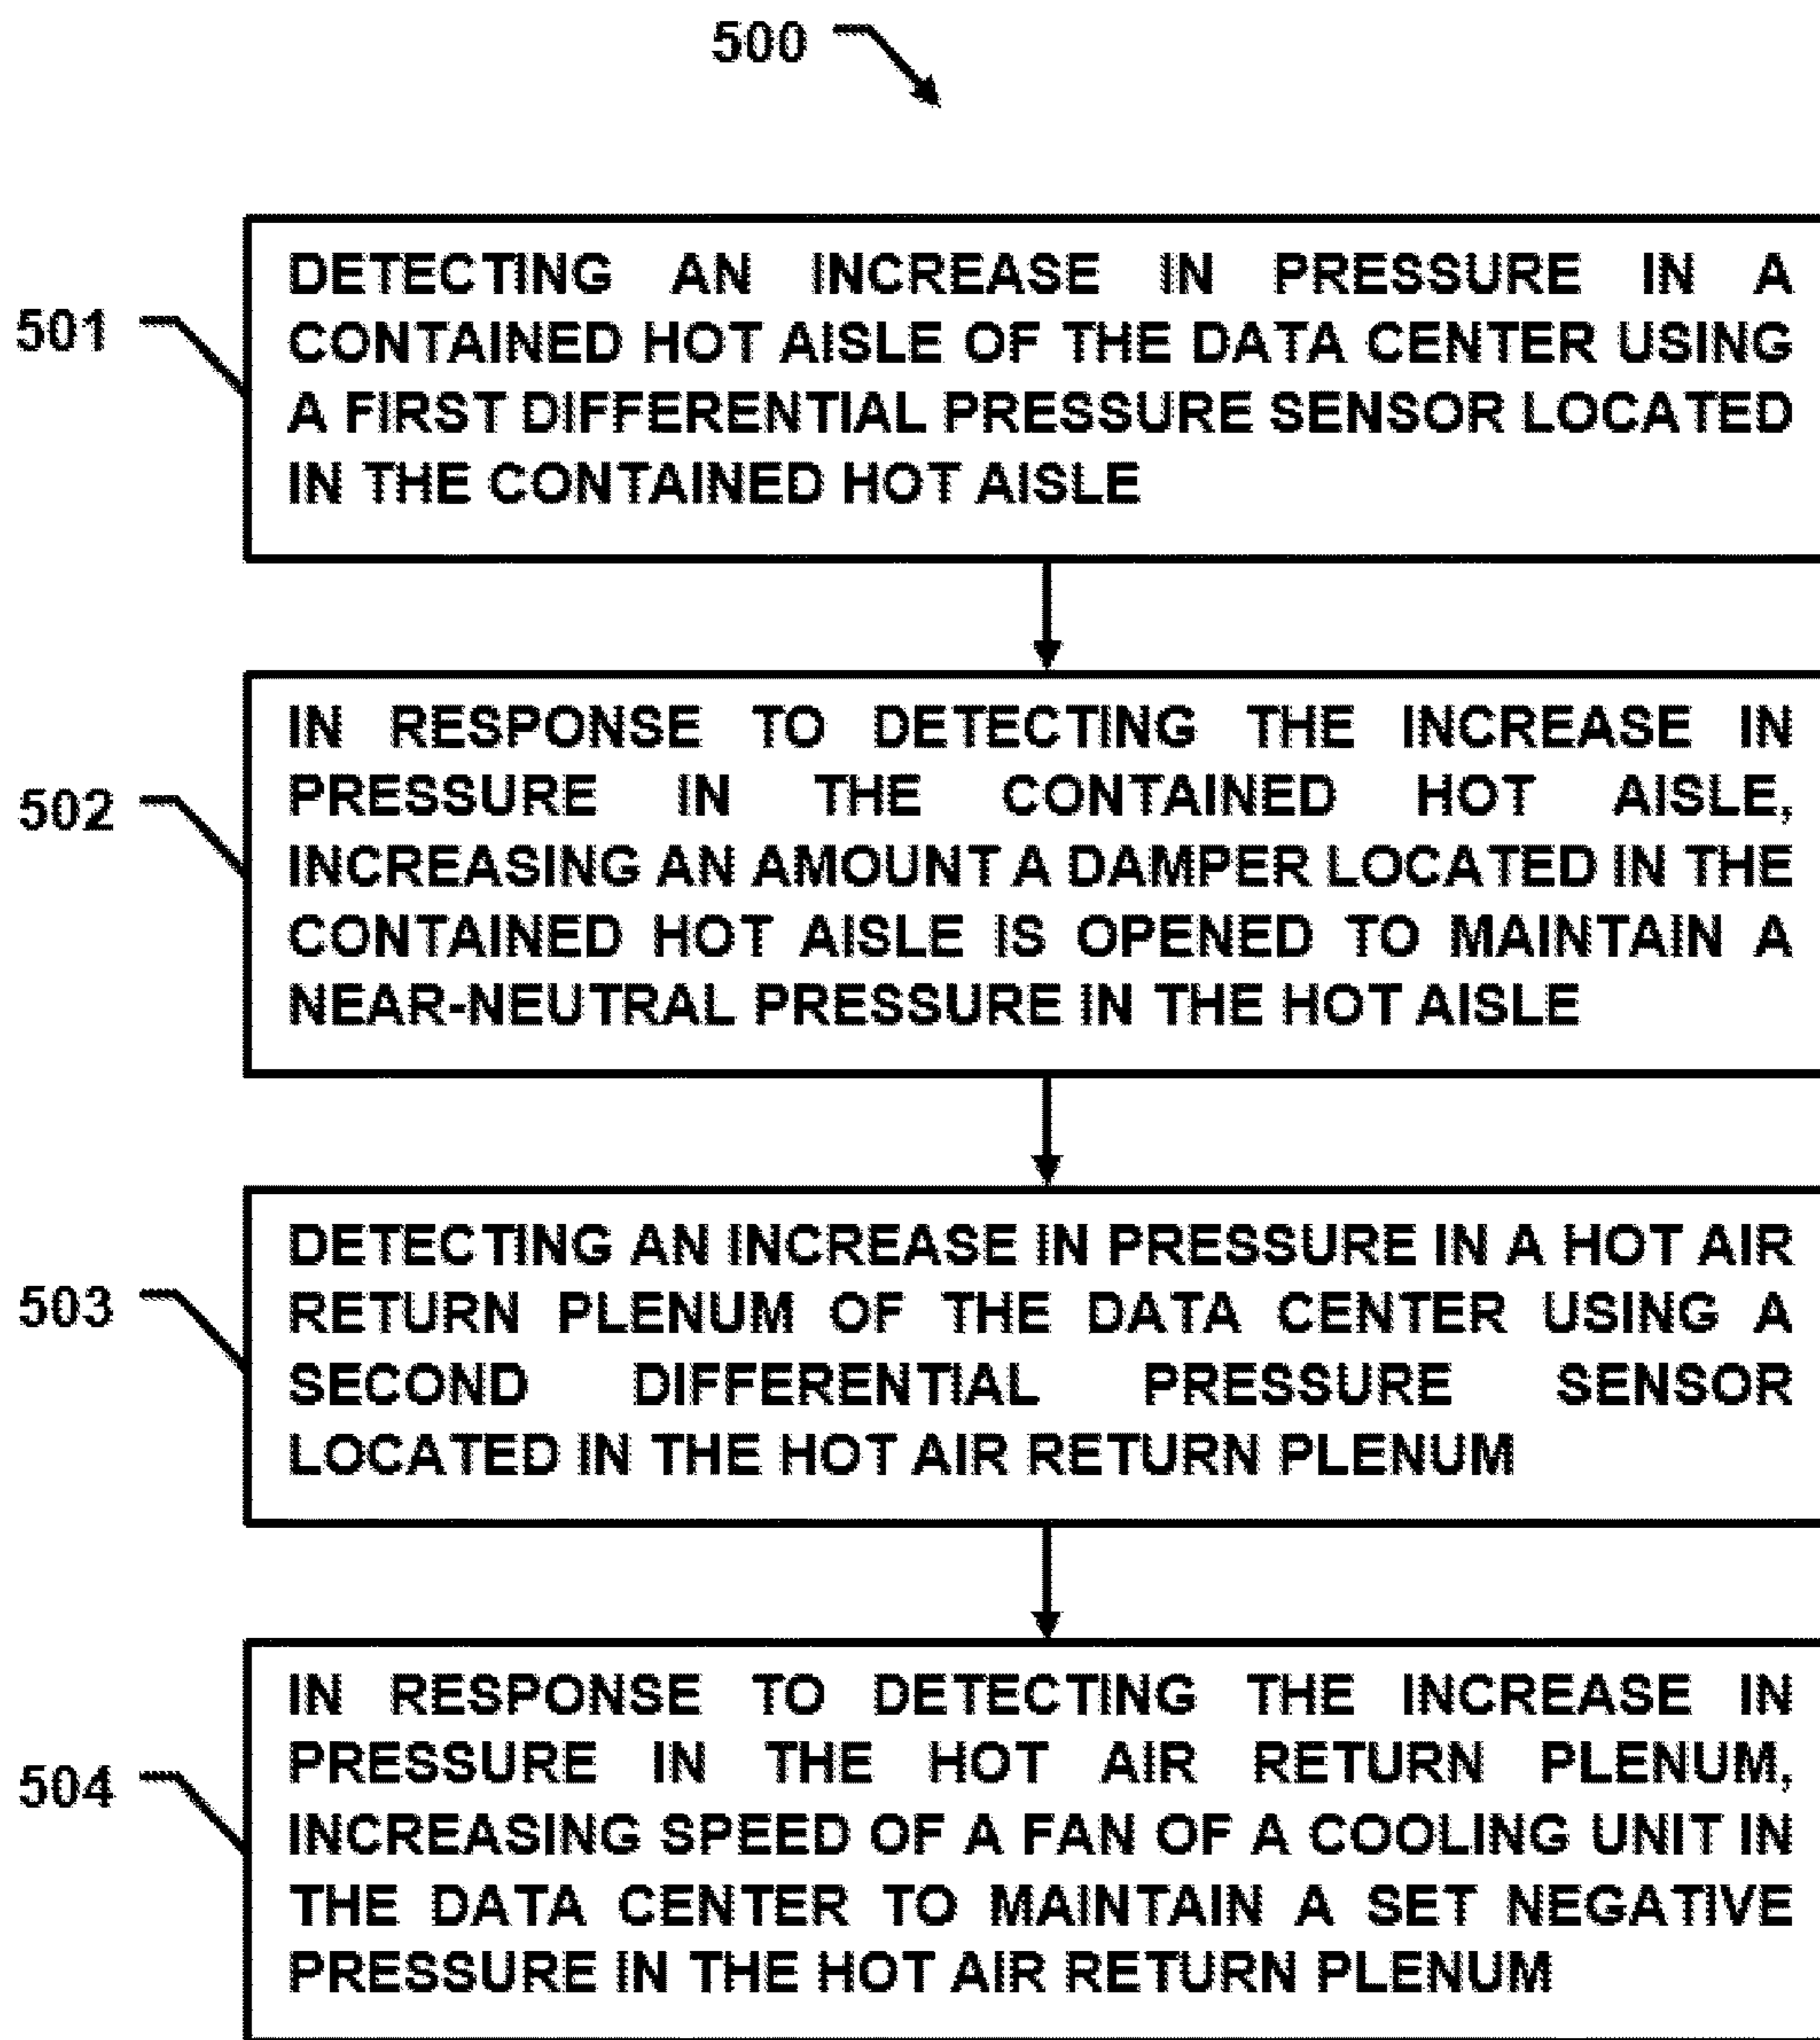 500
501
DETECTING AN INCREASE IN PRESSURE IN A
CONTAINED HOT AISLE OF THE DATA CENTER USING
A FIRST DIFFERENTIAL PRESSURE SENSOR LOCATED
IN THE CONTAINED HOT AISLE
502
IN RESPONSE TO DETECTING THE INCREASE IN
PRESSURE IN THE CONTAINED HOT AISLE,
INCREASING AN AMOUNT A DAMPER LOCATED IN THE
CONTAINED HOT AISLE IS OPENED TO MAINTAIN A
NEAR-NEUTRAL PRESSURE IN THE HOT AISLE
503
DETECTING AN INCREASE IN PRESSURE IN A HOT AIR
RETURN PLENUM OF THE DATA CENTER USING A
SECOND DIFFERENTIAL PRESSURE SENSOR
LOCATED IN THE HOT AIR RETURN PLENUM
504
IN RESPONSE TO DETECTING THE INCREASE IN
PRESSURE IN THE HOT AIR RETURN PLENUM,
INCREASING SPEED OF A FAN OF A COOLING UNIT IN
THE DATA CENTER TO MAINTAIN A SET NEGATIVE
PRESSURE IN THE HOT AIR RETURN PLENUM